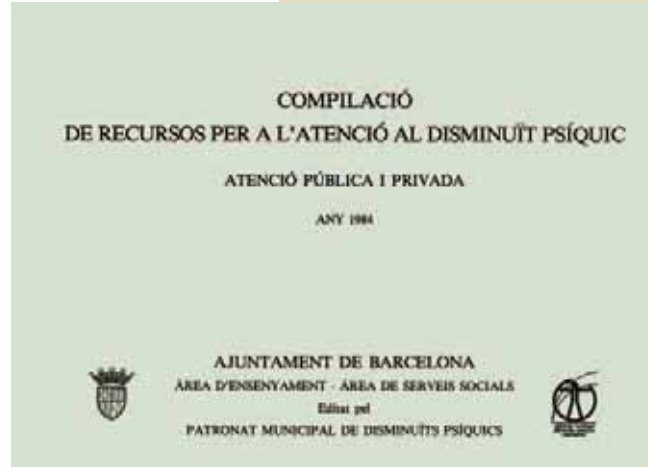 COMPILACIÓ
DE RECURSOS PER A L'ATENCIÓ AL DISMINUÏT PSÍQUIC
ATENCIÓ PÚBLICA I PRIVADA
ANY 1984
AJUNTAMENT DE BARCELONA
ÀREA D'ENSENYAMENT - ÀREA DE SERVEIS SOCIALS
Editat pel
PATRONAT MUNICIPAL DE DISMINUÏTS PSÍQUICS